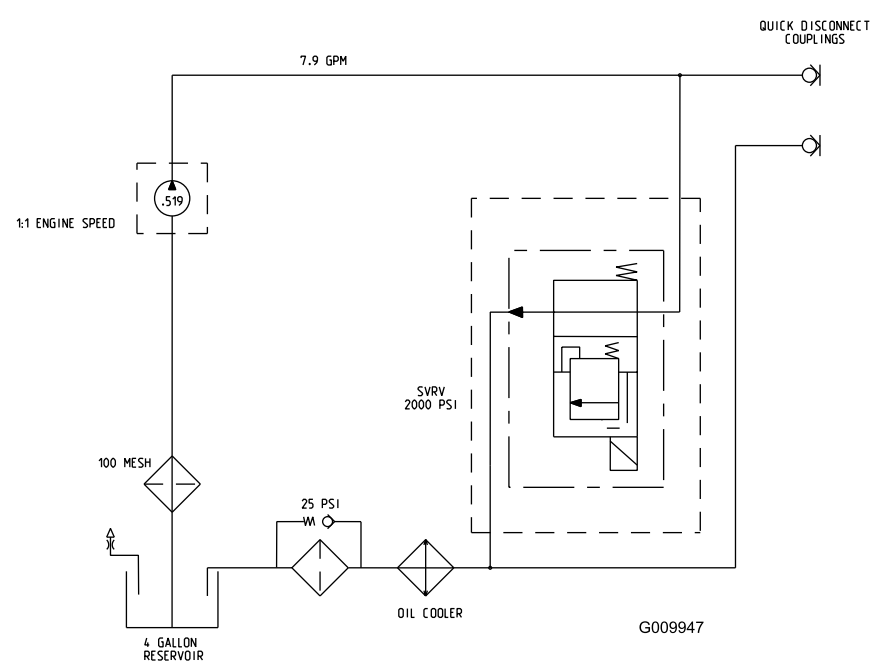 QUICK DISCONNECT
COUPLINGS
7.9 GPM
.519
1:1 ENGINE SPEED
SVRV
2000 PSI
100 MESH
25 PSI
OIL COOLER
G009947
4 GALLON
RESERVOIR